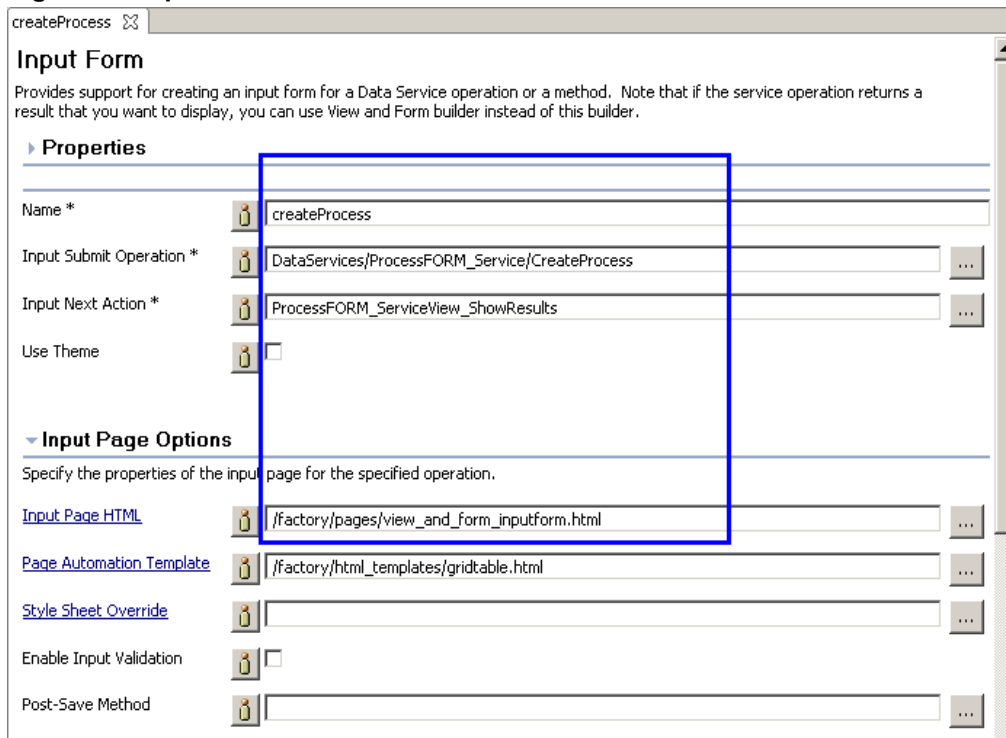 createProcess
Input Form
Provides support for creating an input form for a Data Service operation or a method. Note that if the service operation returns a
result that you want to display, you can use View and Form builder instead of this builder.
Properties
Name *
createProcess
Input Submit Operation *
DataServices/ProcessFORM_Service/CreateProcess
...
Input Next Action *
ProcessFORM_ServiceView_ShowResults
...
Use Theme
Input Page Options
Specify the properties of the input page for the specified operation.
Input Page HTML
/factory/pages/view_and_form_inputform.html
...
Page Automation Template
/factory/html_templates/gridtable.html
...
Style Sheet Override
...
Enable Input Validation
Post-Save Method
...